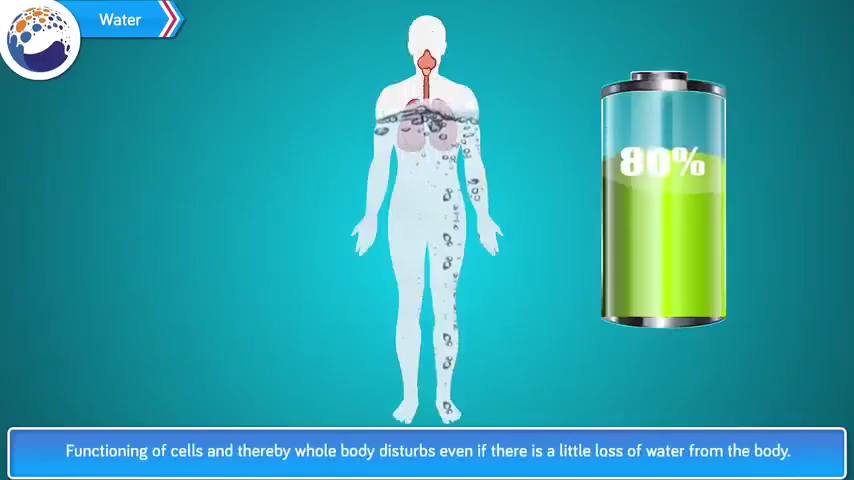 Water
80%
Functioning of cells and thereby whole body disturbs even if there is a little loss of water from the body.